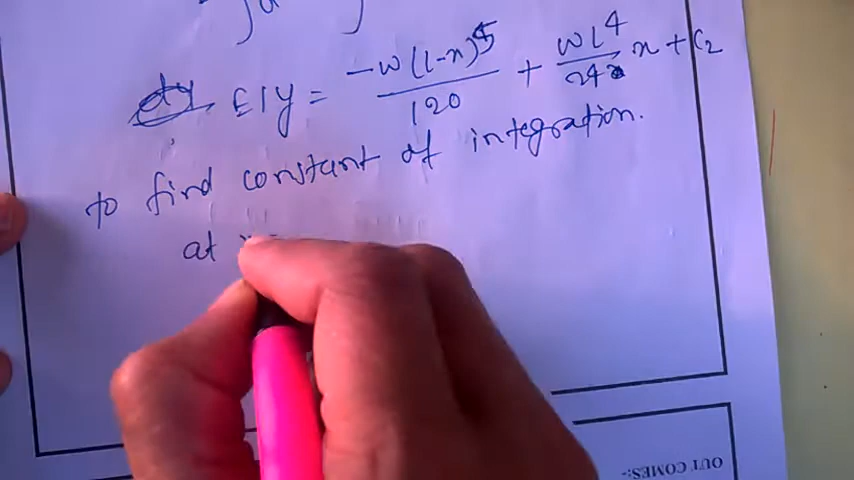 EIy = -w(l-x)^5/120 + wl^4/24 x + C2
to find constant of integration.
at
OUT COMES:-